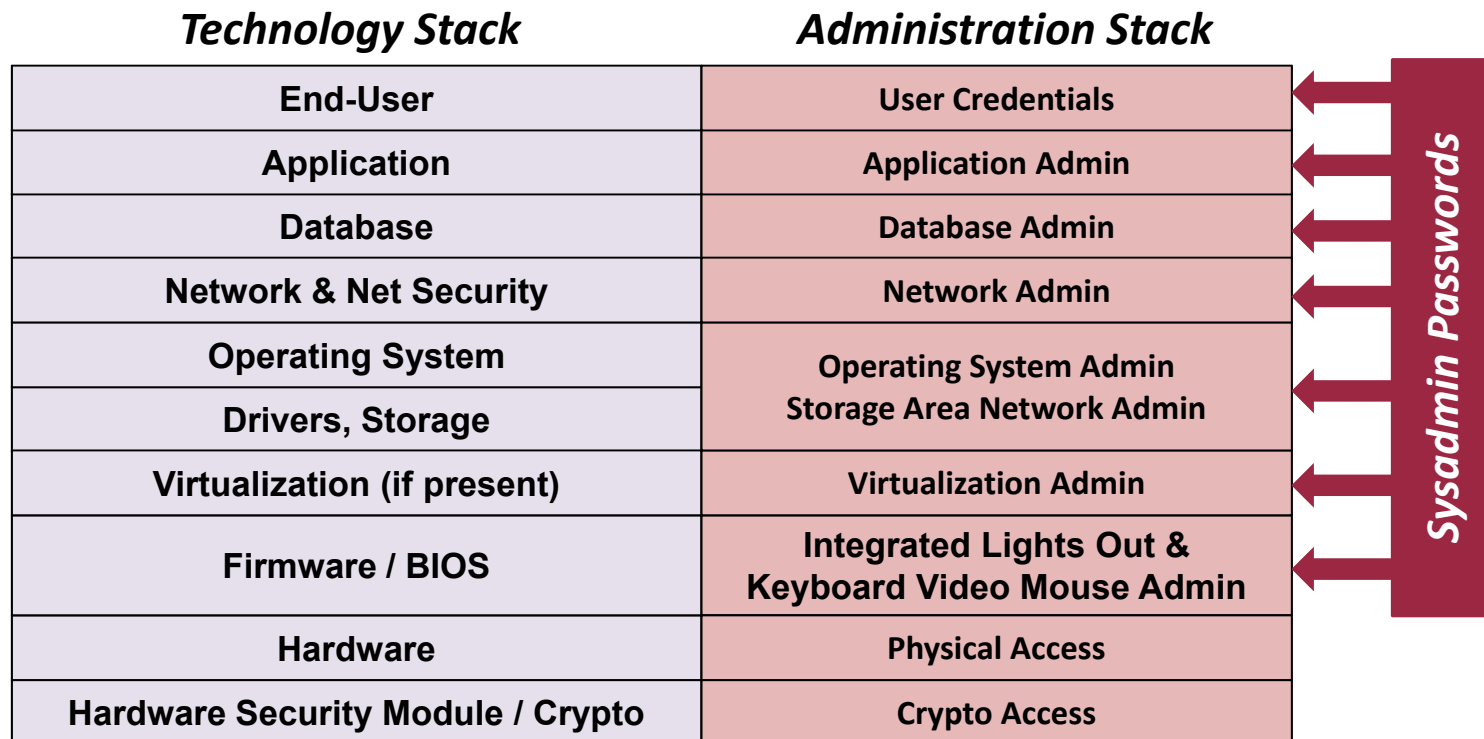 Technology Stack
Administration Stack
End-User
User Credentials
Application
Application Admin
Database
Database Admin
Network & Net Security
Network Admin
Operating System
Drivers, Storage
Operating System Admin
Storage Area Network Admin
Virtualization (if present)
Virtualization Admin
Firmware / BIOS
Integrated Lights Out &
Keyboard Video Mouse Admin
Hardware
Physical Access
Hardware Security Module / Crypto
Crypto Access
Sysadmin Passwords